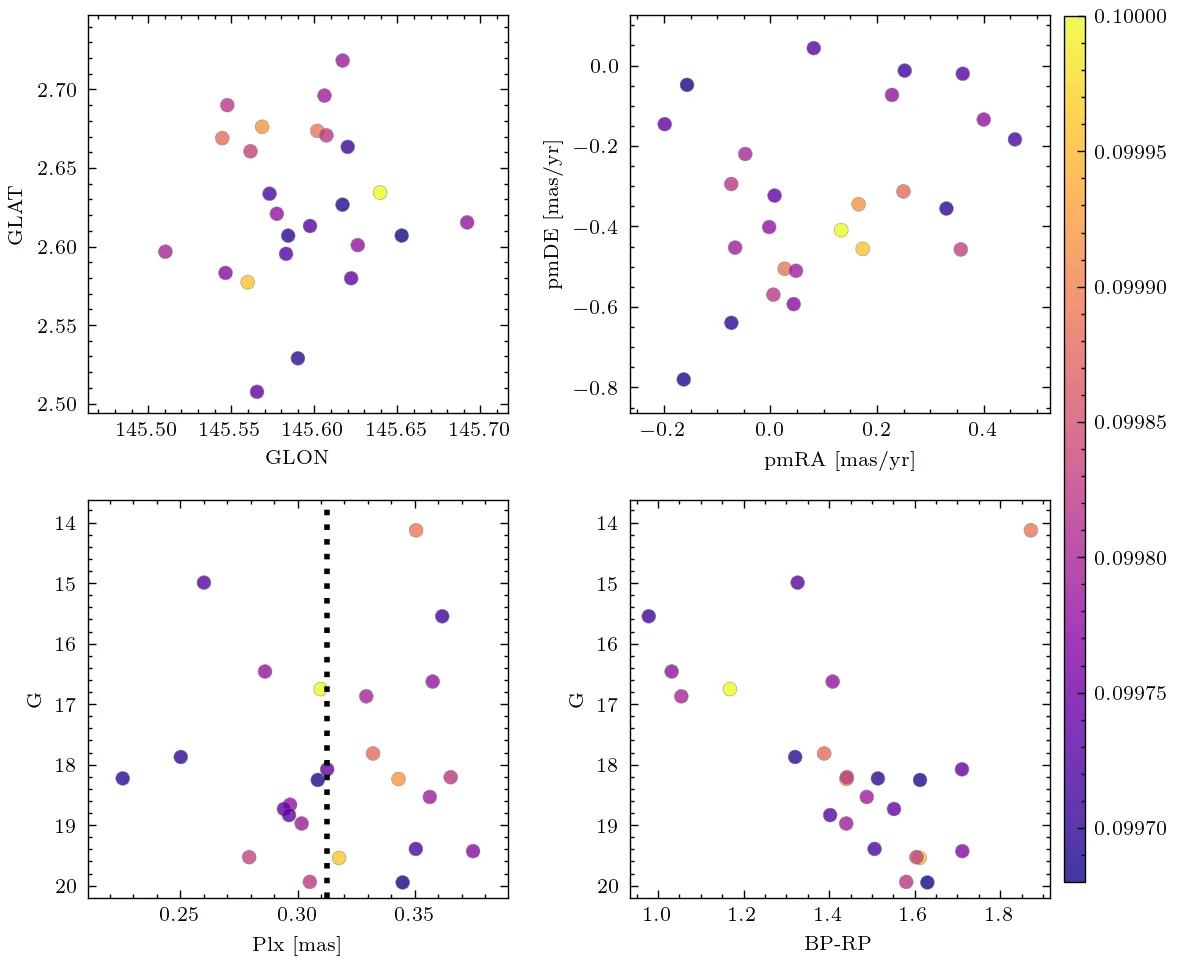 2.70
2.65
2.60
2.55
2.50
GLAT
145.50 145.55 145.60 145.65 145.70
GLON
0.0
−0.2
−0.4
−0.6
−0.8
pmDE [mas/yr]
−0.2 0.0 0.2 0.4
pmRA [mas/yr]
14
15
16
17
18
19
20
G
0.25 0.30 0.35
Plx [mas]
14
15
16
17
18
19
20
G
1.0 1.2 1.4 1.6 1.8
BP-RP
0.10000
0.09995
0.09990
0.09985
0.09980
0.09975
0.09970